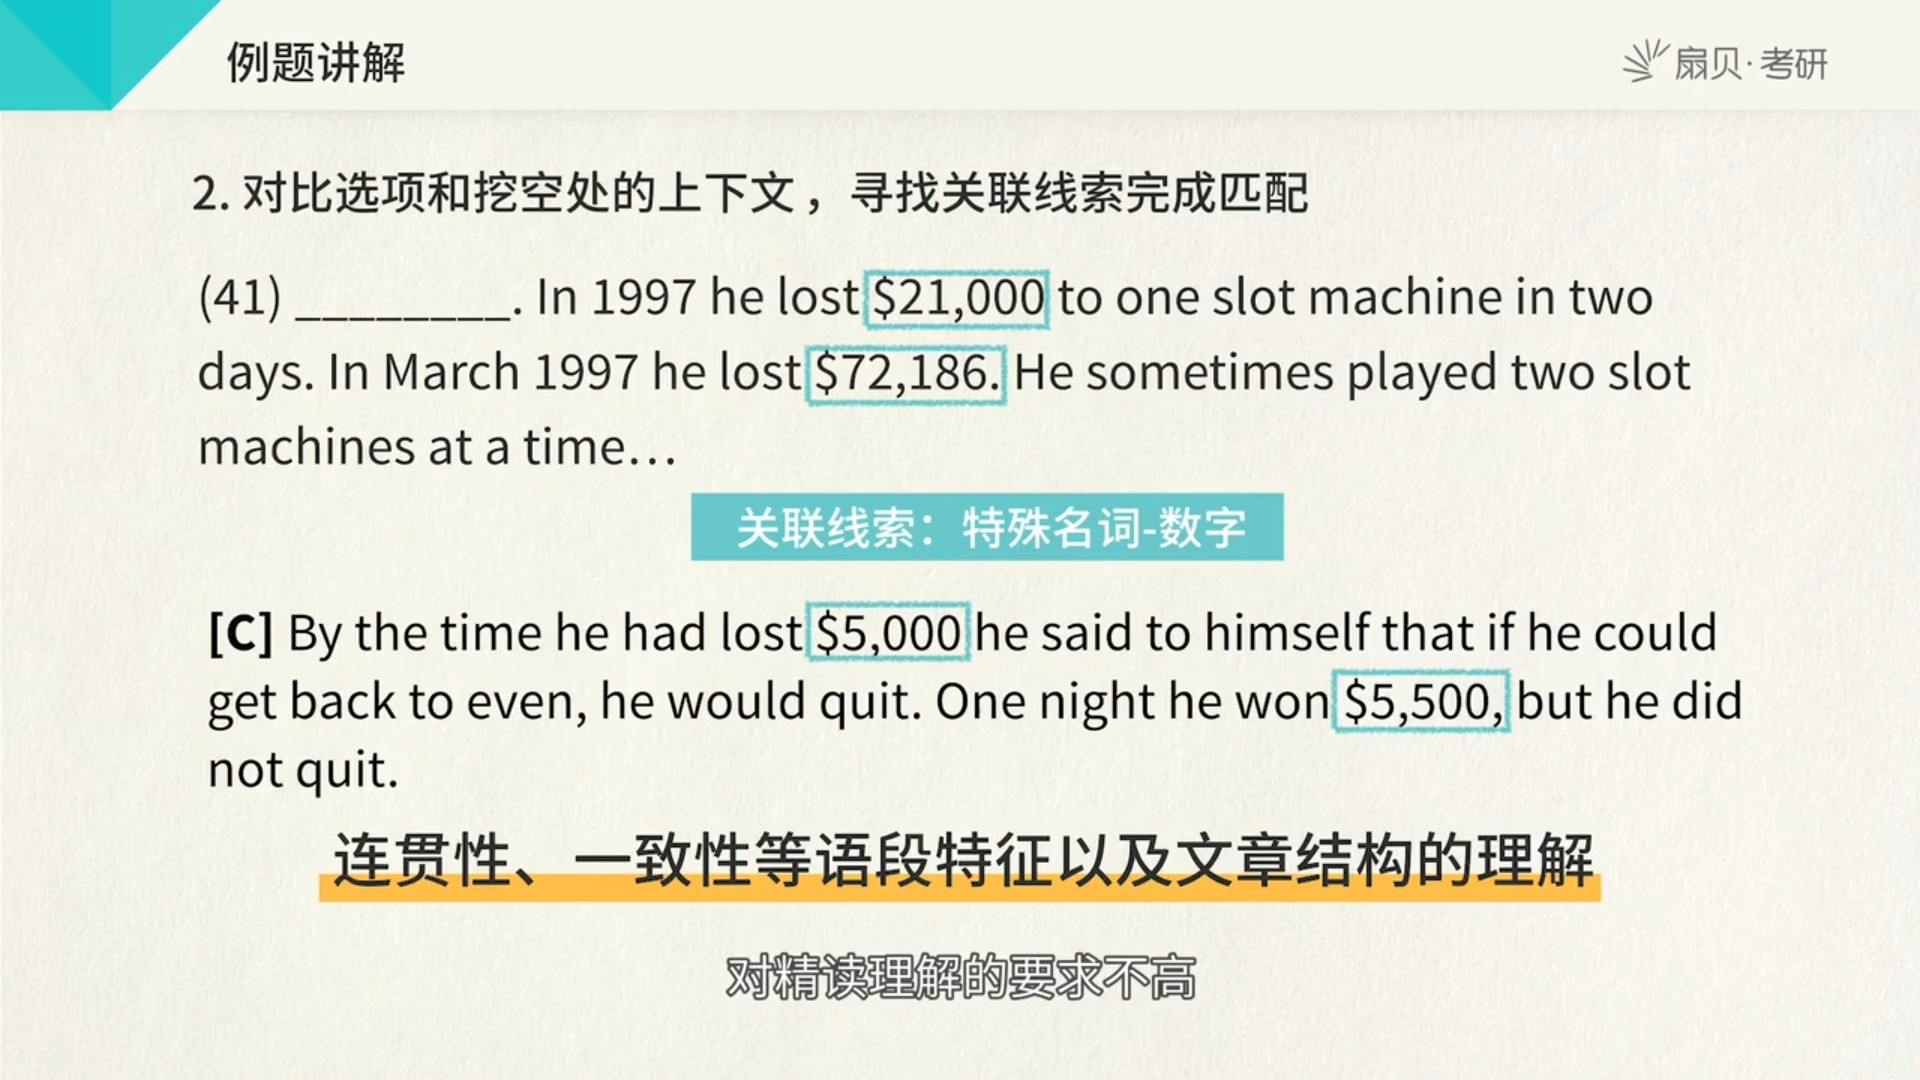 例题讲解
扇贝·考研
2. 对比选项和挖空处的上下文，寻找关联线索完成匹配
(41) ________. In 1997 he lost $21,000 to one slot machine in two
days. In March 1997 he lost $72,186. He sometimes played two slot
machines at a time…
关联线索：特殊名词-数字
[C] By the time he had lost $5,000 he said to himself that if he could
get back to even, he would quit. One night he won $5,500, but he did
not quit.
连贯性、一致性等语段特征以及文章结构的理解
对精读理解的要求不高